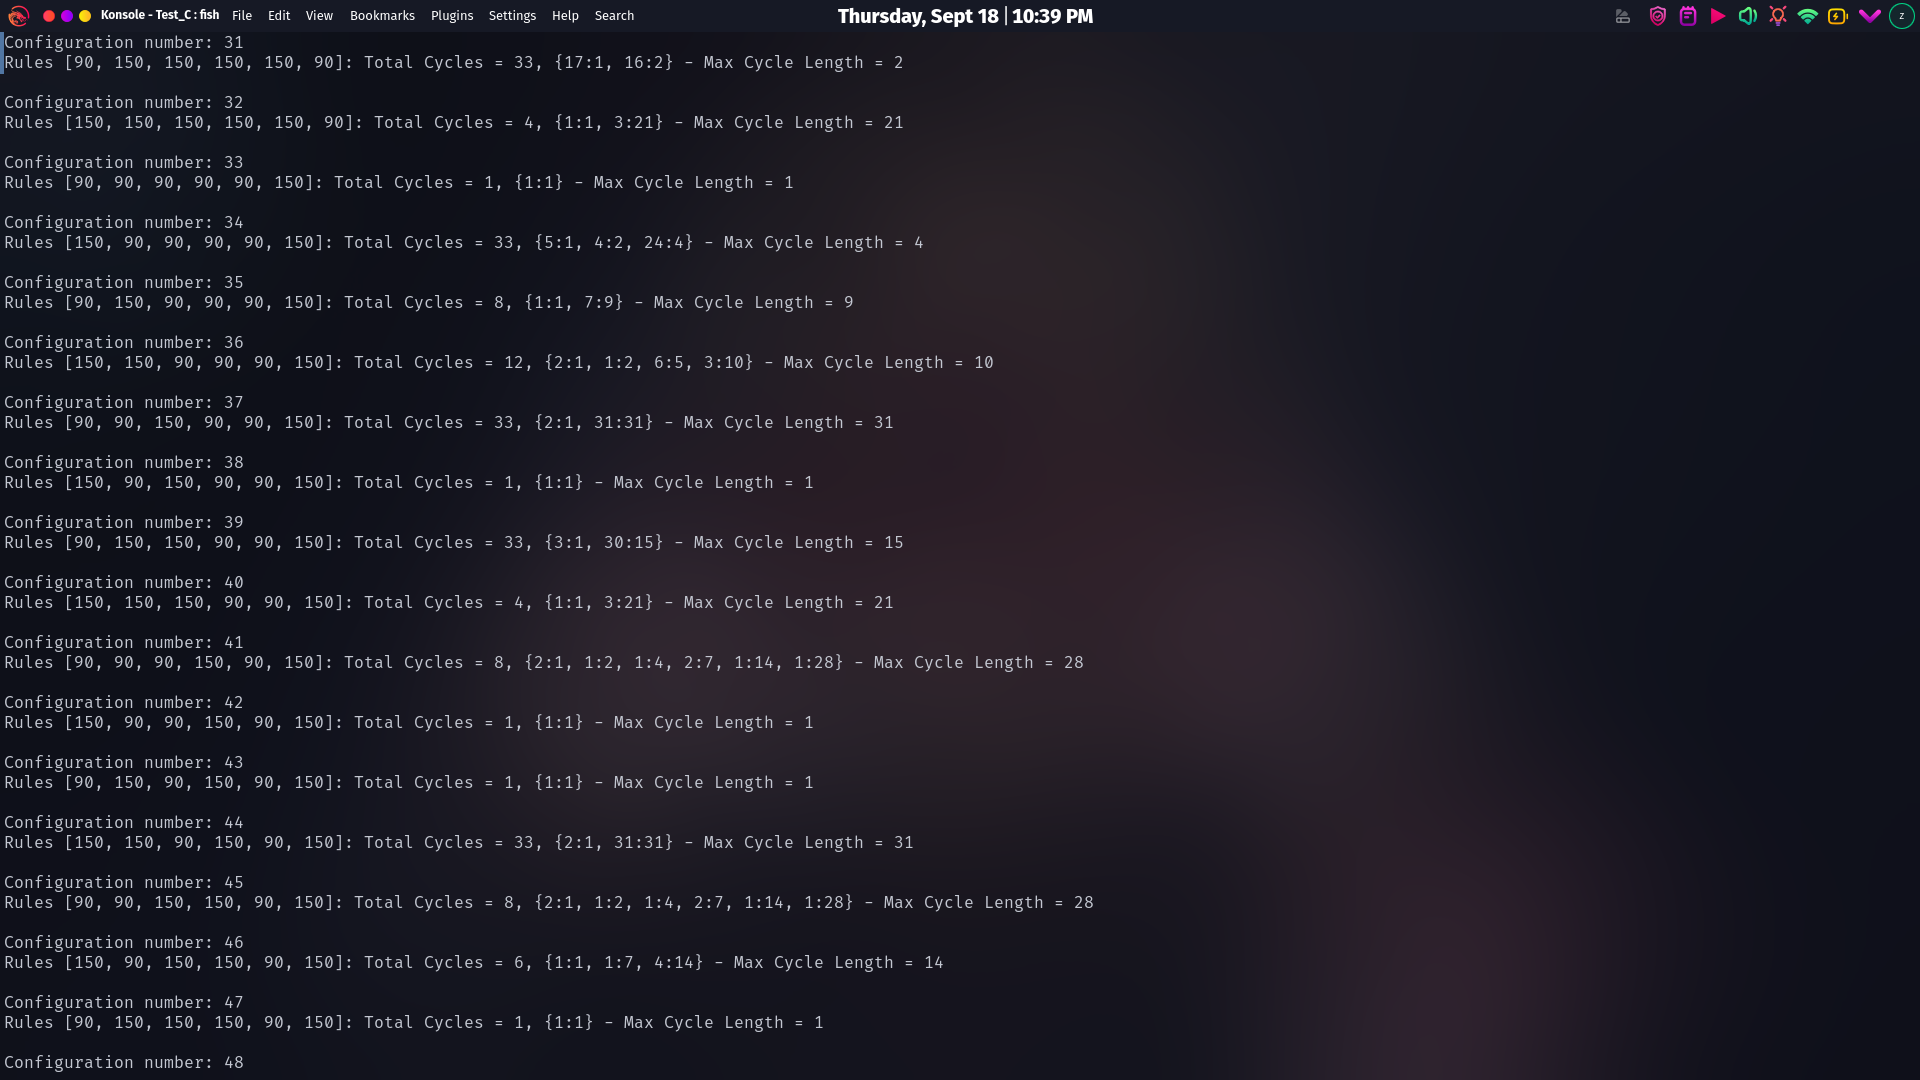 Konsole - Test_C : fish File Edit View Bookmarks Plugins Settings Help Search Thursday, Sept 18 | 10:39 PM z
Configuration number: 31
Rules [90, 150, 150, 150, 150, 90]: Total Cycles = 33, {17:1, 16:2} - Max Cycle Length = 2
Configuration number: 32
Rules [150, 150, 150, 150, 150, 90]: Total Cycles = 4, {1:1, 3:21} - Max Cycle Length = 21
Configuration number: 33
Rules [90, 90, 90, 90, 90, 150]: Total Cycles = 1, {1:1} - Max Cycle Length = 1
Configuration number: 34
Rules [150, 90, 90, 90, 90, 150]: Total Cycles = 33, {5:1, 4:2, 24:4} - Max Cycle Length = 4
Configuration number: 35
Rules [90, 150, 90, 90, 90, 150]: Total Cycles = 8, {1:1, 7:9} - Max Cycle Length = 9
Configuration number: 36
Rules [150, 150, 90, 90, 90, 150]: Total Cycles = 12, {2:1, 1:2, 6:5, 3:10} - Max Cycle Length = 10
Configuration number: 37
Rules [90, 90, 150, 90, 90, 150]: Total Cycles = 33, {2:1, 31:31} - Max Cycle Length = 31
Configuration number: 38
Rules [150, 90, 150, 90, 90, 150]: Total Cycles = 1, {1:1} - Max Cycle Length = 1
Configuration number: 39
Rules [90, 150, 150, 90, 90, 150]: Total Cycles = 33, {3:1, 30:15} - Max Cycle Length = 15
Configuration number: 40
Rules [150, 150, 150, 90, 90, 150]: Total Cycles = 4, {1:1, 3:21} - Max Cycle Length = 21
Configuration number: 41
Rules [90, 90, 90, 150, 90, 150]: Total Cycles = 8, {2:1, 1:2, 1:4, 2:7, 1:14, 1:28} - Max Cycle Length = 28
Configuration number: 42
Rules [150, 90, 90, 150, 90, 150]: Total Cycles = 1, {1:1} - Max Cycle Length = 1
Configuration number: 43
Rules [90, 150, 90, 150, 90, 150]: Total Cycles = 1, {1:1} - Max Cycle Length = 1
Configuration number: 44
Rules [150, 150, 90, 150, 90, 150]: Total Cycles = 33, {2:1, 31:31} - Max Cycle Length = 31
Configuration number: 45
Rules [90, 90, 150, 150, 90, 150]: Total Cycles = 8, {2:1, 1:2, 1:4, 2:7, 1:14, 1:28} - Max Cycle Length = 28
Configuration number: 46
Rules [150, 90, 150, 150, 90, 150]: Total Cycles = 6, {1:1, 1:7, 4:14} - Max Cycle Length = 14
Configuration number: 47
Rules [90, 150, 150, 150, 90, 150]: Total Cycles = 1, {1:1} - Max Cycle Length = 1
Configuration number: 48